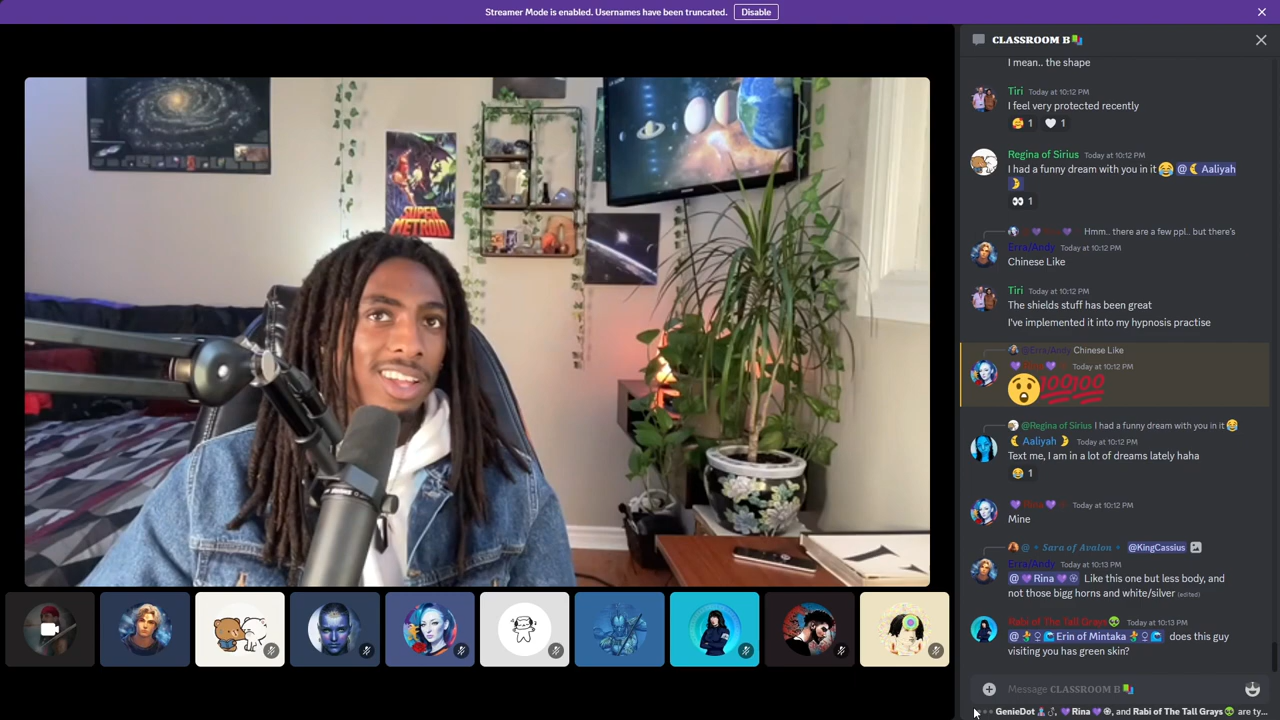 Streamer Mode is enabled. Usernames have been truncated. Disable
CLASSROOM B
I mean.. the shape
Tiri Today at 10:12 PM
I feel very protected recently
1 1
Regina of Sirius Today at 10:12 PM
I had a funny dream with you in it😂 @🌙 Aaliyah
🌛
👀 1
Hmm.. there are a few ppl.. but there's
Erra/Andy Today at 10:12 PM
Chinese Like
Tiri Today at 10:12 PM
The shields stuff has been great
I've implemented it into my hypnosis practise
@Erra/Andy Chinese Like
💜 Rina 💜 Today at 10:12 PM
😲💯💯
@Regina of Sirius I had a funny dream with you in it😂
🌙 Aaliyah 🌛 Today at 10:12 PM
Text me, I am in a lot of dreams lately haha
😂 1
💜 Rina 💜 Today at 10:12 PM
Mine
@ Sara of Avalon @KingCassius
Erra/Andy Today at 10:13 PM
@💜Rina💜 Like this one but less body, and
not those bigg horns and white/silver (edited)
Rabi of The Tall Grays👽 Today at 10:13 PM
@Erin of Mintaka does this guy
visiting you has green skin?
Message CLASSROOM B
GenieDot, 💜Rina💜, and Rabi of The Tall Grays👽 are ty...
SUPER
METROID
SAMSUNG